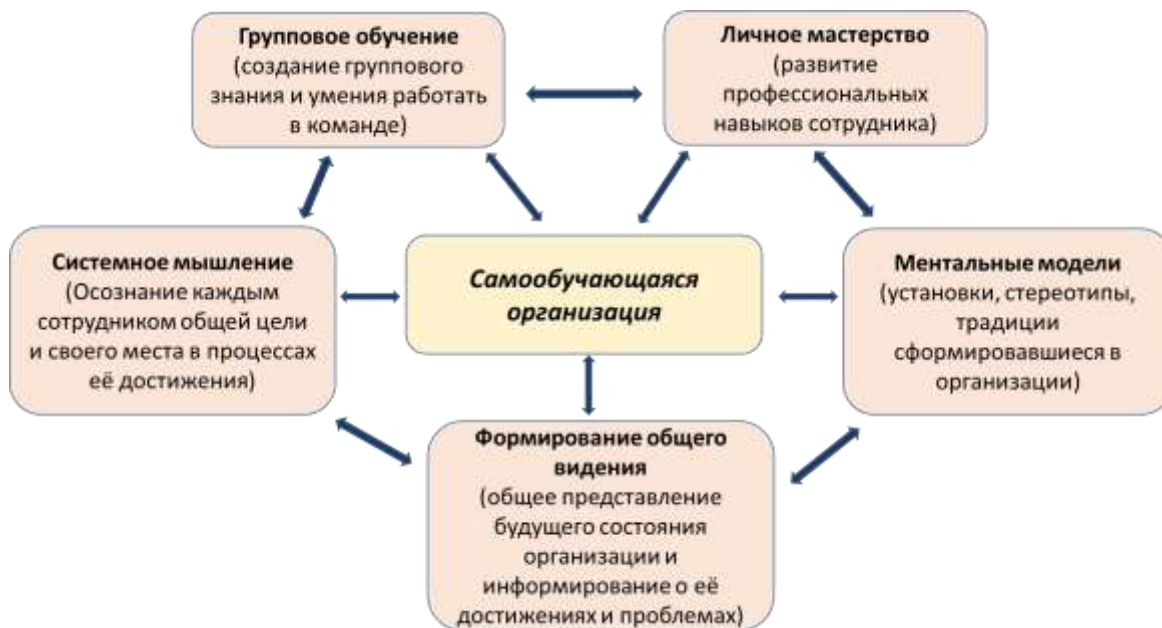 Групповое обучение
(создание группового
знания и умения работать
в команде)
Личное мастерство
(развитие
профессиональных
навыков сотрудника)
Системное мышление
(Осознание каждым
сотрудником общей цели
и своего места в процессах
её достижения)
Самообучающаяся
организация
Ментальные модели
(установки, стереотипы,
традиции
сформировавшиеся в
организации)
Формирование общего
видения
(общее представление
будущего состояния
организации и
информирование о её
достижениях и проблемах)